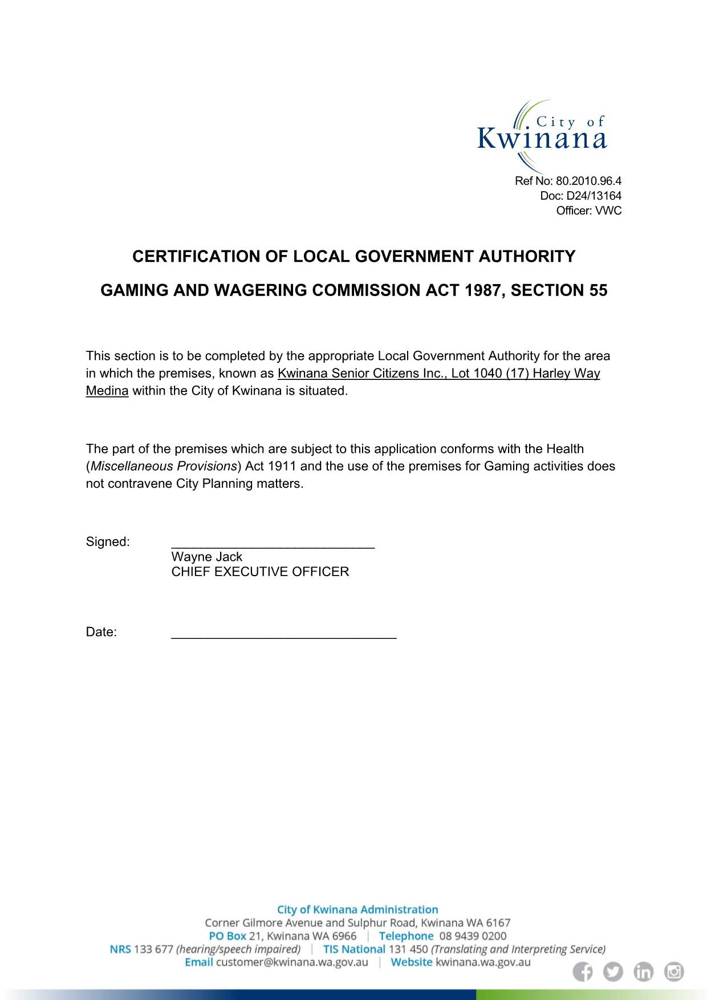 City of
Kwinana
Ref No: 80.2010.96.4
Doc: D24/13164
Officer: VWC
CERTIFICATION OF LOCAL GOVERNMENT AUTHORITY
GAMING AND WAGERING COMMISSION ACT 1987, SECTION 55
This section is to be completed by the appropriate Local Government Authority for the area
in which the premises, known as Kwinana Senior Citizens Inc., Lot 1040 (17) Harley Way
Medina within the City of Kwinana is situated.
The part of the premises which are subject to this application conforms with the Health
(Miscellaneous Provisions) Act 1911 and the use of the premises for Gaming activities does
not contravene City Planning matters.
Signed: ____________________________
Wayne Jack
CHIEF EXECUTIVE OFFICER
Date: _______________________________
City of Kwinana Administration
Corner Gilmore Avenue and Sulphur Road, Kwinana WA 6167
PO Box 21, Kwinana WA 6966 | Telephone 08 9439 0200
NRS 133 677 (hearing/speech impaired) | TIS National 131 450 (Translating and Interpreting Service)
Email customer@kwinana.wa.gov.au | Website kwinana.wa.gov.au